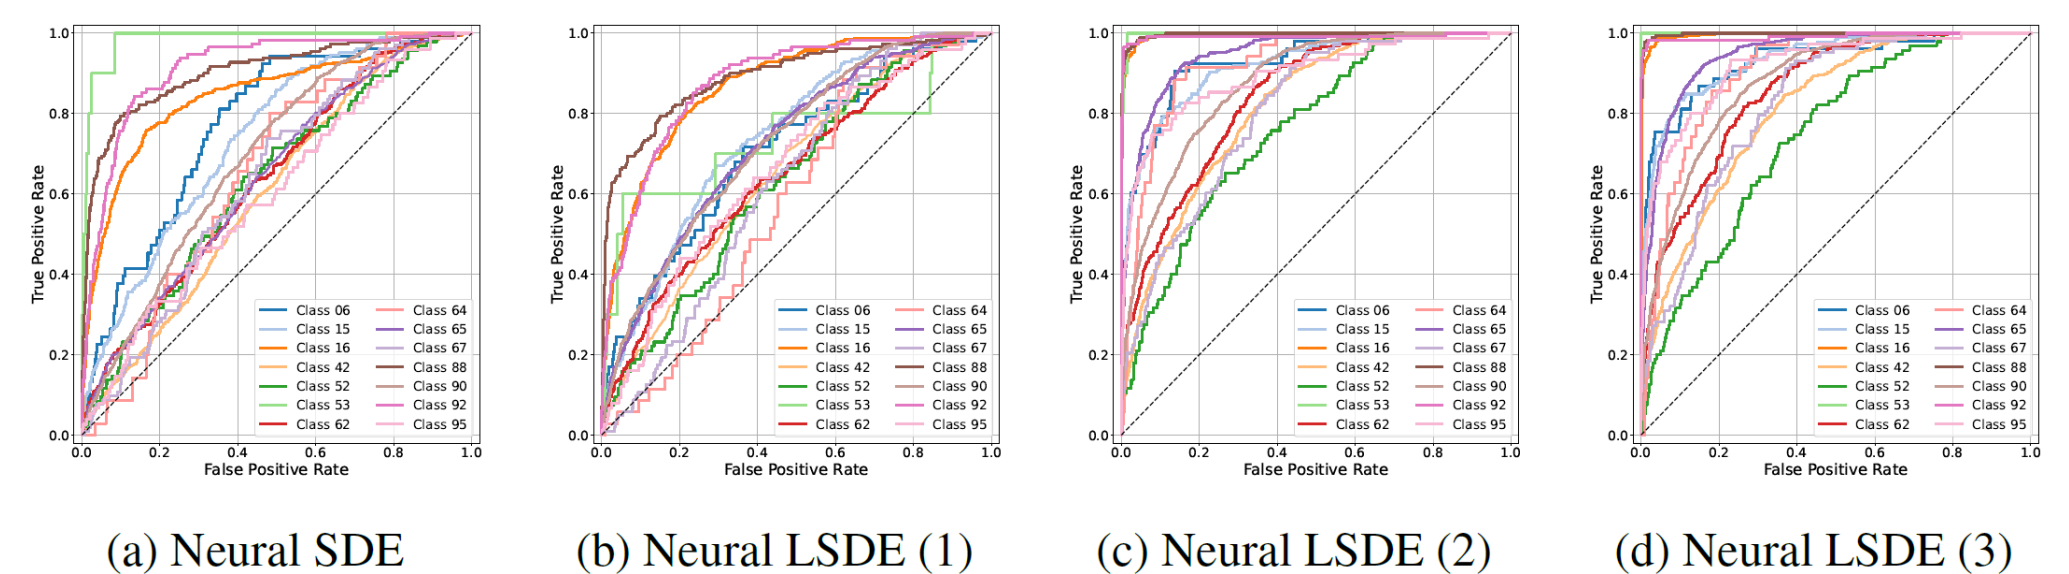 1.0
0.8
0.6
0.4
0.2
0.0
True Positive Rate
0.0 0.2 0.4 0.6 0.8 1.0
False Positive Rate
Class 06 Class 64
Class 15 Class 65
Class 16 Class 67
Class 42 Class 88
Class 52 Class 90
Class 53 Class 92
Class 62 Class 95
(a) Neural SDE
1.0
0.8
0.6
0.4
0.2
0.0
True Positive Rate
0.0 0.2 0.4 0.6 0.8 1.0
False Positive Rate
Class 06 Class 64
Class 15 Class 65
Class 16 Class 67
Class 42 Class 88
Class 52 Class 90
Class 53 Class 92
Class 62 Class 95
(b) Neural LSDE (1)
1.0
0.8
0.6
0.4
0.2
0.0
True Positive Rate
0.0 0.2 0.4 0.6 0.8 1.0
False Positive Rate
Class 06 Class 64
Class 15 Class 65
Class 16 Class 67
Class 42 Class 88
Class 52 Class 90
Class 53 Class 92
Class 62 Class 95
(c) Neural LSDE (2)
1.0
0.8
0.6
0.4
0.2
0.0
True Positive Rate
0.0 0.2 0.4 0.6 0.8 1.0
False Positive Rate
Class 06 Class 64
Class 15 Class 65
Class 16 Class 67
Class 42 Class 88
Class 52 Class 90
Class 53 Class 92
Class 62 Class 95
(d) Neural LSDE (3)